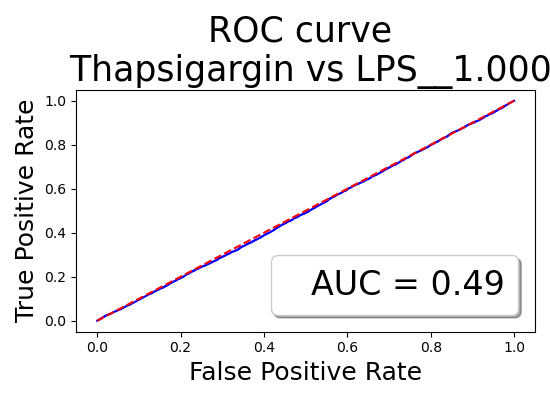 ROC curve
Thapsigargin vs LPS__1.000
True Positive Rate
1.0
0.8
0.6
0.4
0.2
0.0
AUC = 0.49
0.0 0.2 0.4 0.6 0.8 1.0
False Positive Rate